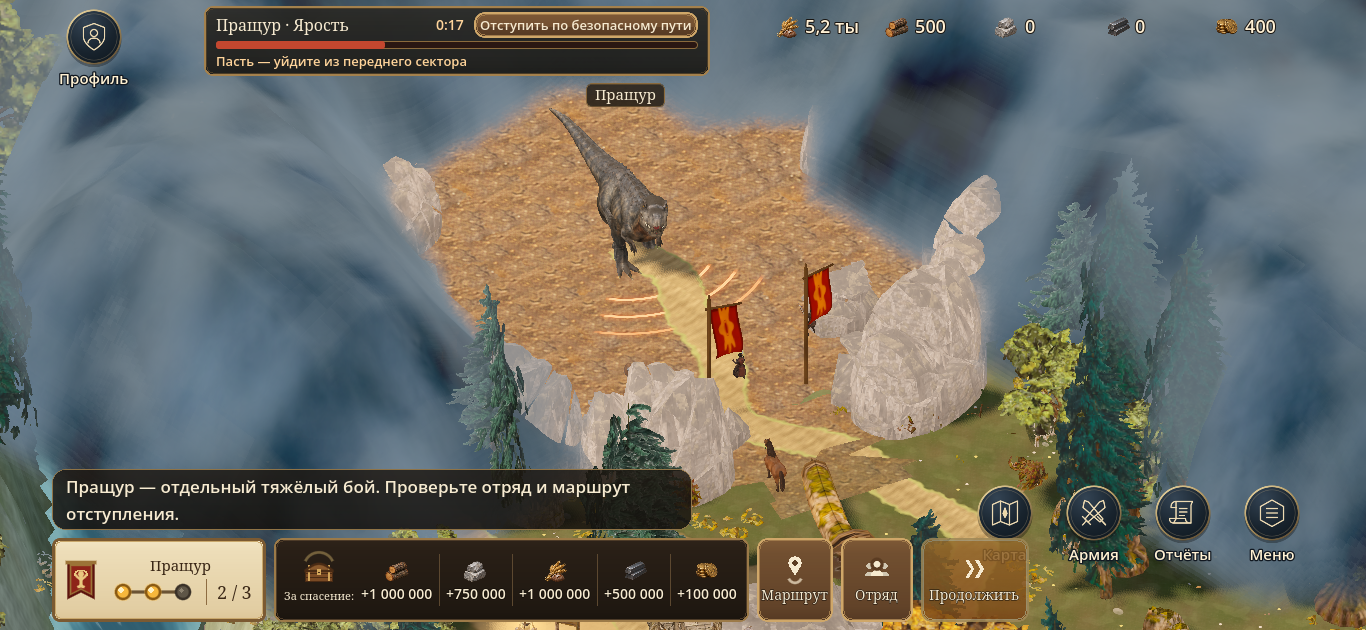 Профиль
Пращур · Ярость
0:17
Отступить по безопасному пути
Пасть — уйдите из переднего сектора
5,2 ты
500
0
0
400
Пращур
Пращур — отдельный тяжёлый бой. Проверьте отряд и маршрут
отступления.
Карта
Армия
Отчёты
Меню
Пращур
2 / 3
За спасение:
+1 000 000
+750 000
+1 000 000
+500 000
+100 000
Маршрут
Отряд
Продолжить